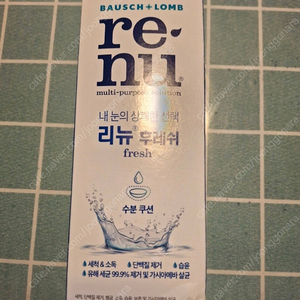 BAUSCH + LOMB
re·
nu
multi-purpose solution
내 눈의 상쾌한 선택
리뉴® 후레쉬
fresh
수분 쿠션
세척 & 소독 단백질 제거 습윤
유해 세균 99.9% 제거 및 가시아메바 살균